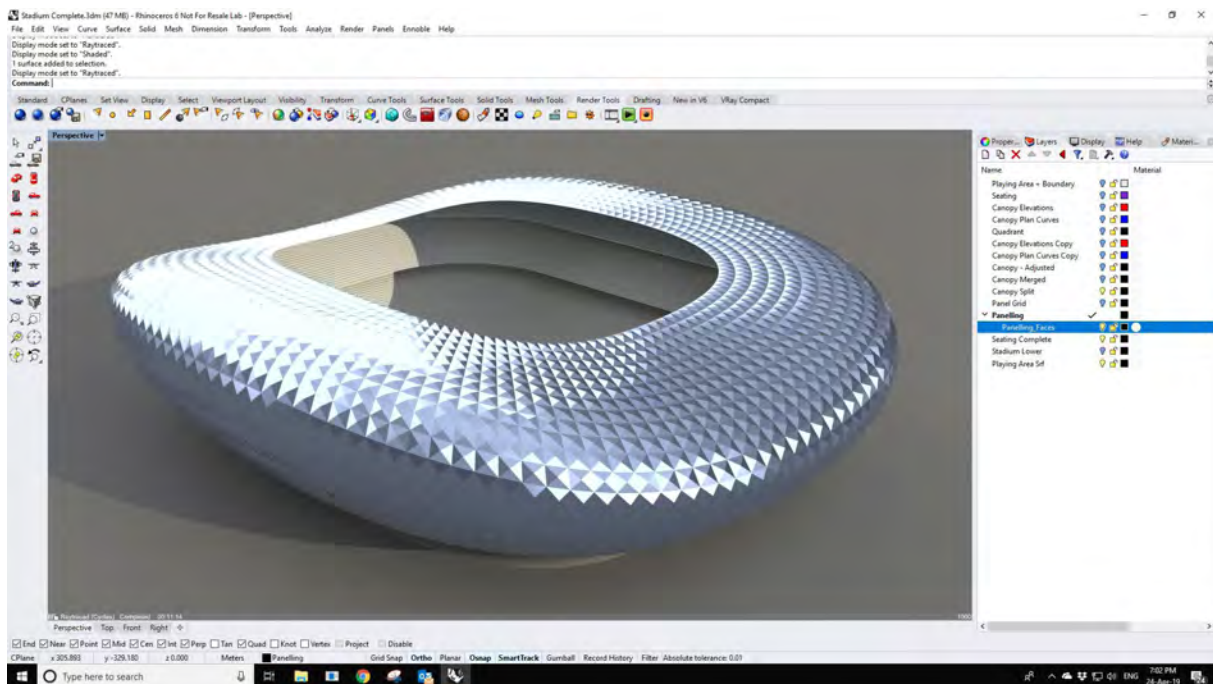 Stadium Complete.3dm (47 MB) - Rhinoceros 6 Not For Resale Lab - [Perspective]
File Edit View Curve Surface Solid Mesh Dimension Transform Tools Analyze Render Panels Ennoble Help
Display mode set to "Raytraced".
Display mode set to "Shaded".
1 surface added to selection.
Display mode set to "Raytraced".
Command:
Standard CPlanes Set View Display Select Viewport Layout Visibility Transform Curve Tools Surface Tools Solid Tools Mesh Tools Render Tools Drafting New in V6 VRay Compact
Perspective
Proper... Layers Display Help Materi...
Name Material
Playing Area + Boundary
Seating
Canopy Elevations
Canopy Plan Curves
Quadrant
Canopy Elevations Copy
Canopy Plan Curves Copy
Canopy - Adjusted
Canopy Merged
Canopy Split
Panel Grid
Panelling
Panelling_Faces
Seating Complete
Stadium Lower
Playing Area Srf
Perspective Top Front Right
End Near Point Mid Cen Int Perp Tan Quad Knot Vertex Project Disable
CPlane x 305.893 y -329.180 z 0.000 Meters Panelling Grid Snap Ortho Planar Osnap SmartTrack Gumball Record History Filter Absolute tolerance: 0.01
Type here to search
ENG
7:02 PM
24-Apr-19